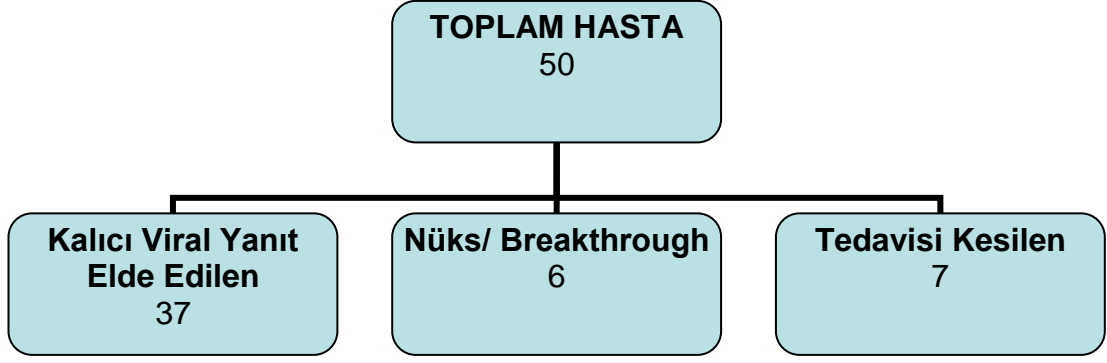 TOPLAM HASTA
50
Kalıcı Viral Yanıt
Elde Edilen
37
Nüks/ Breakthrough
6
Tedavisi Kesilen
7